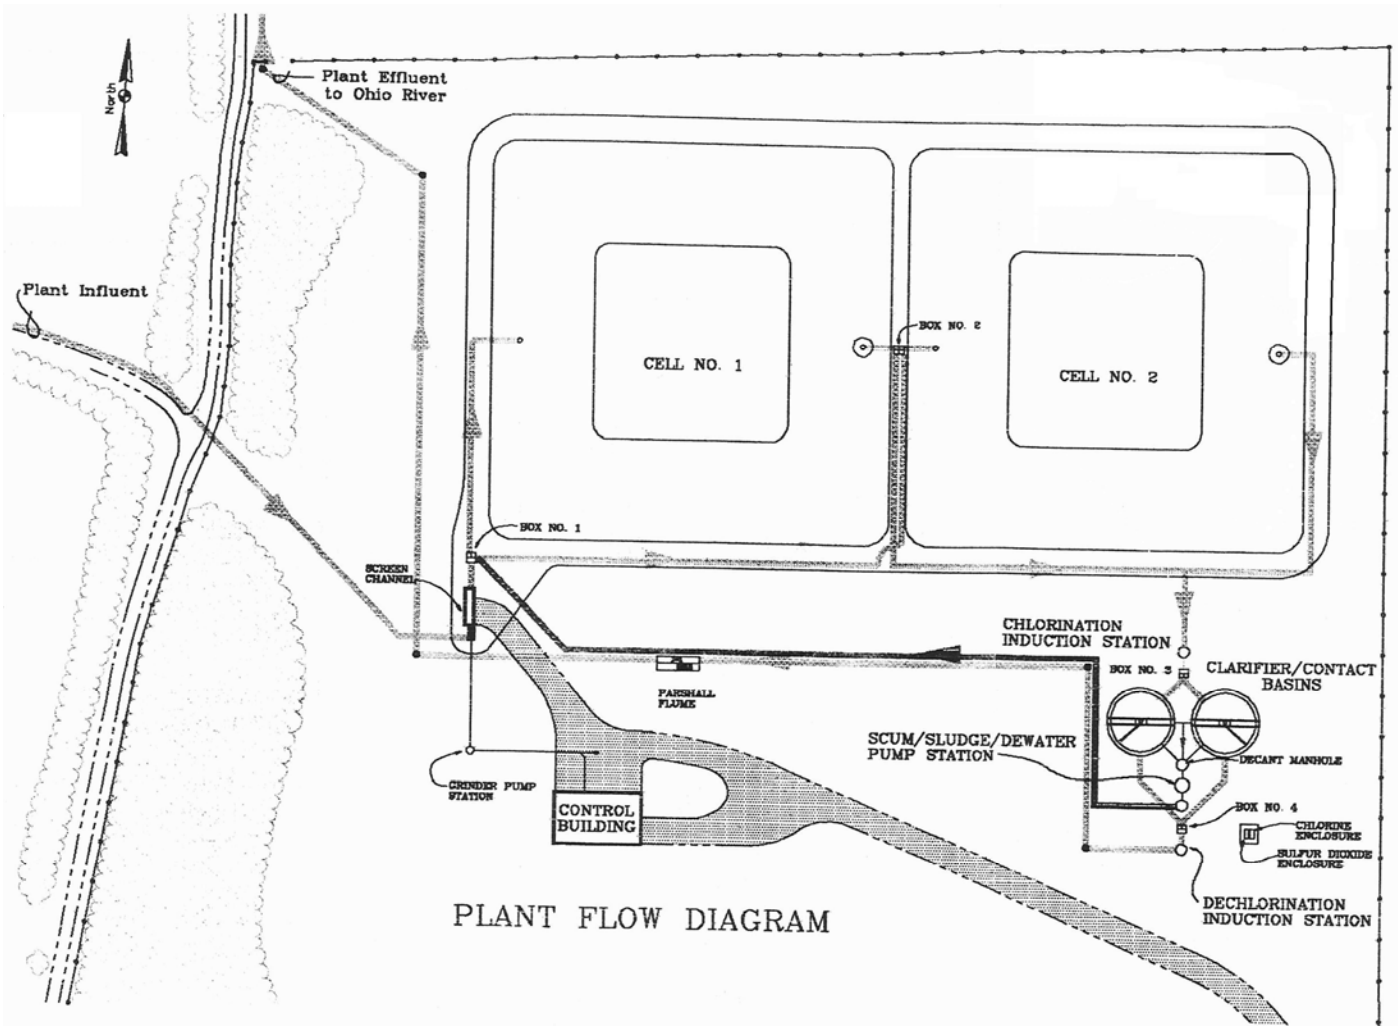 North
Plant Effluent
to Ohio River
Plant Influent
BOX NO. 2
CELL NO. 1
CELL NO. 2
BOX NO. 1
SCREEN
CHANNEL
CHLORINATION
INDUCTION STATION
BOX NO. 3
CLARIFIER/CONTACT
BASINS
PARSHALL
FLUME
SCUM/SLUDGE/DEWATER
PUMP STATION
DECANT MANHOLE
GRINDER PUMP
STATION
CONTROL
BUILDING
BOX NO. 4
CHLORINE
ENCLOSURE
SULFUR DIOXIDE
ENCLOSURE
DECHLORINATION
INDUCTION STATION
PLANT FLOW DIAGRAM